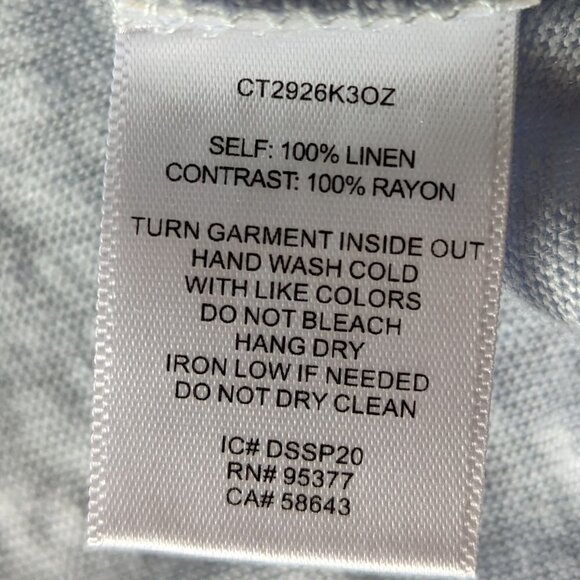 CT2926K3OZ
SELF: 100% LINEN
CONTRAST: 100% RAYON
TURN GARMENT INSIDE OUT
HAND WASH COLD
WITH LIKE COLORS
DO NOT BLEACH
HANG DRY
IRON LOW IF NEEDED
DO NOT DRY CLEAN
IC# DSSP20
RN# 95377
CA# 58643